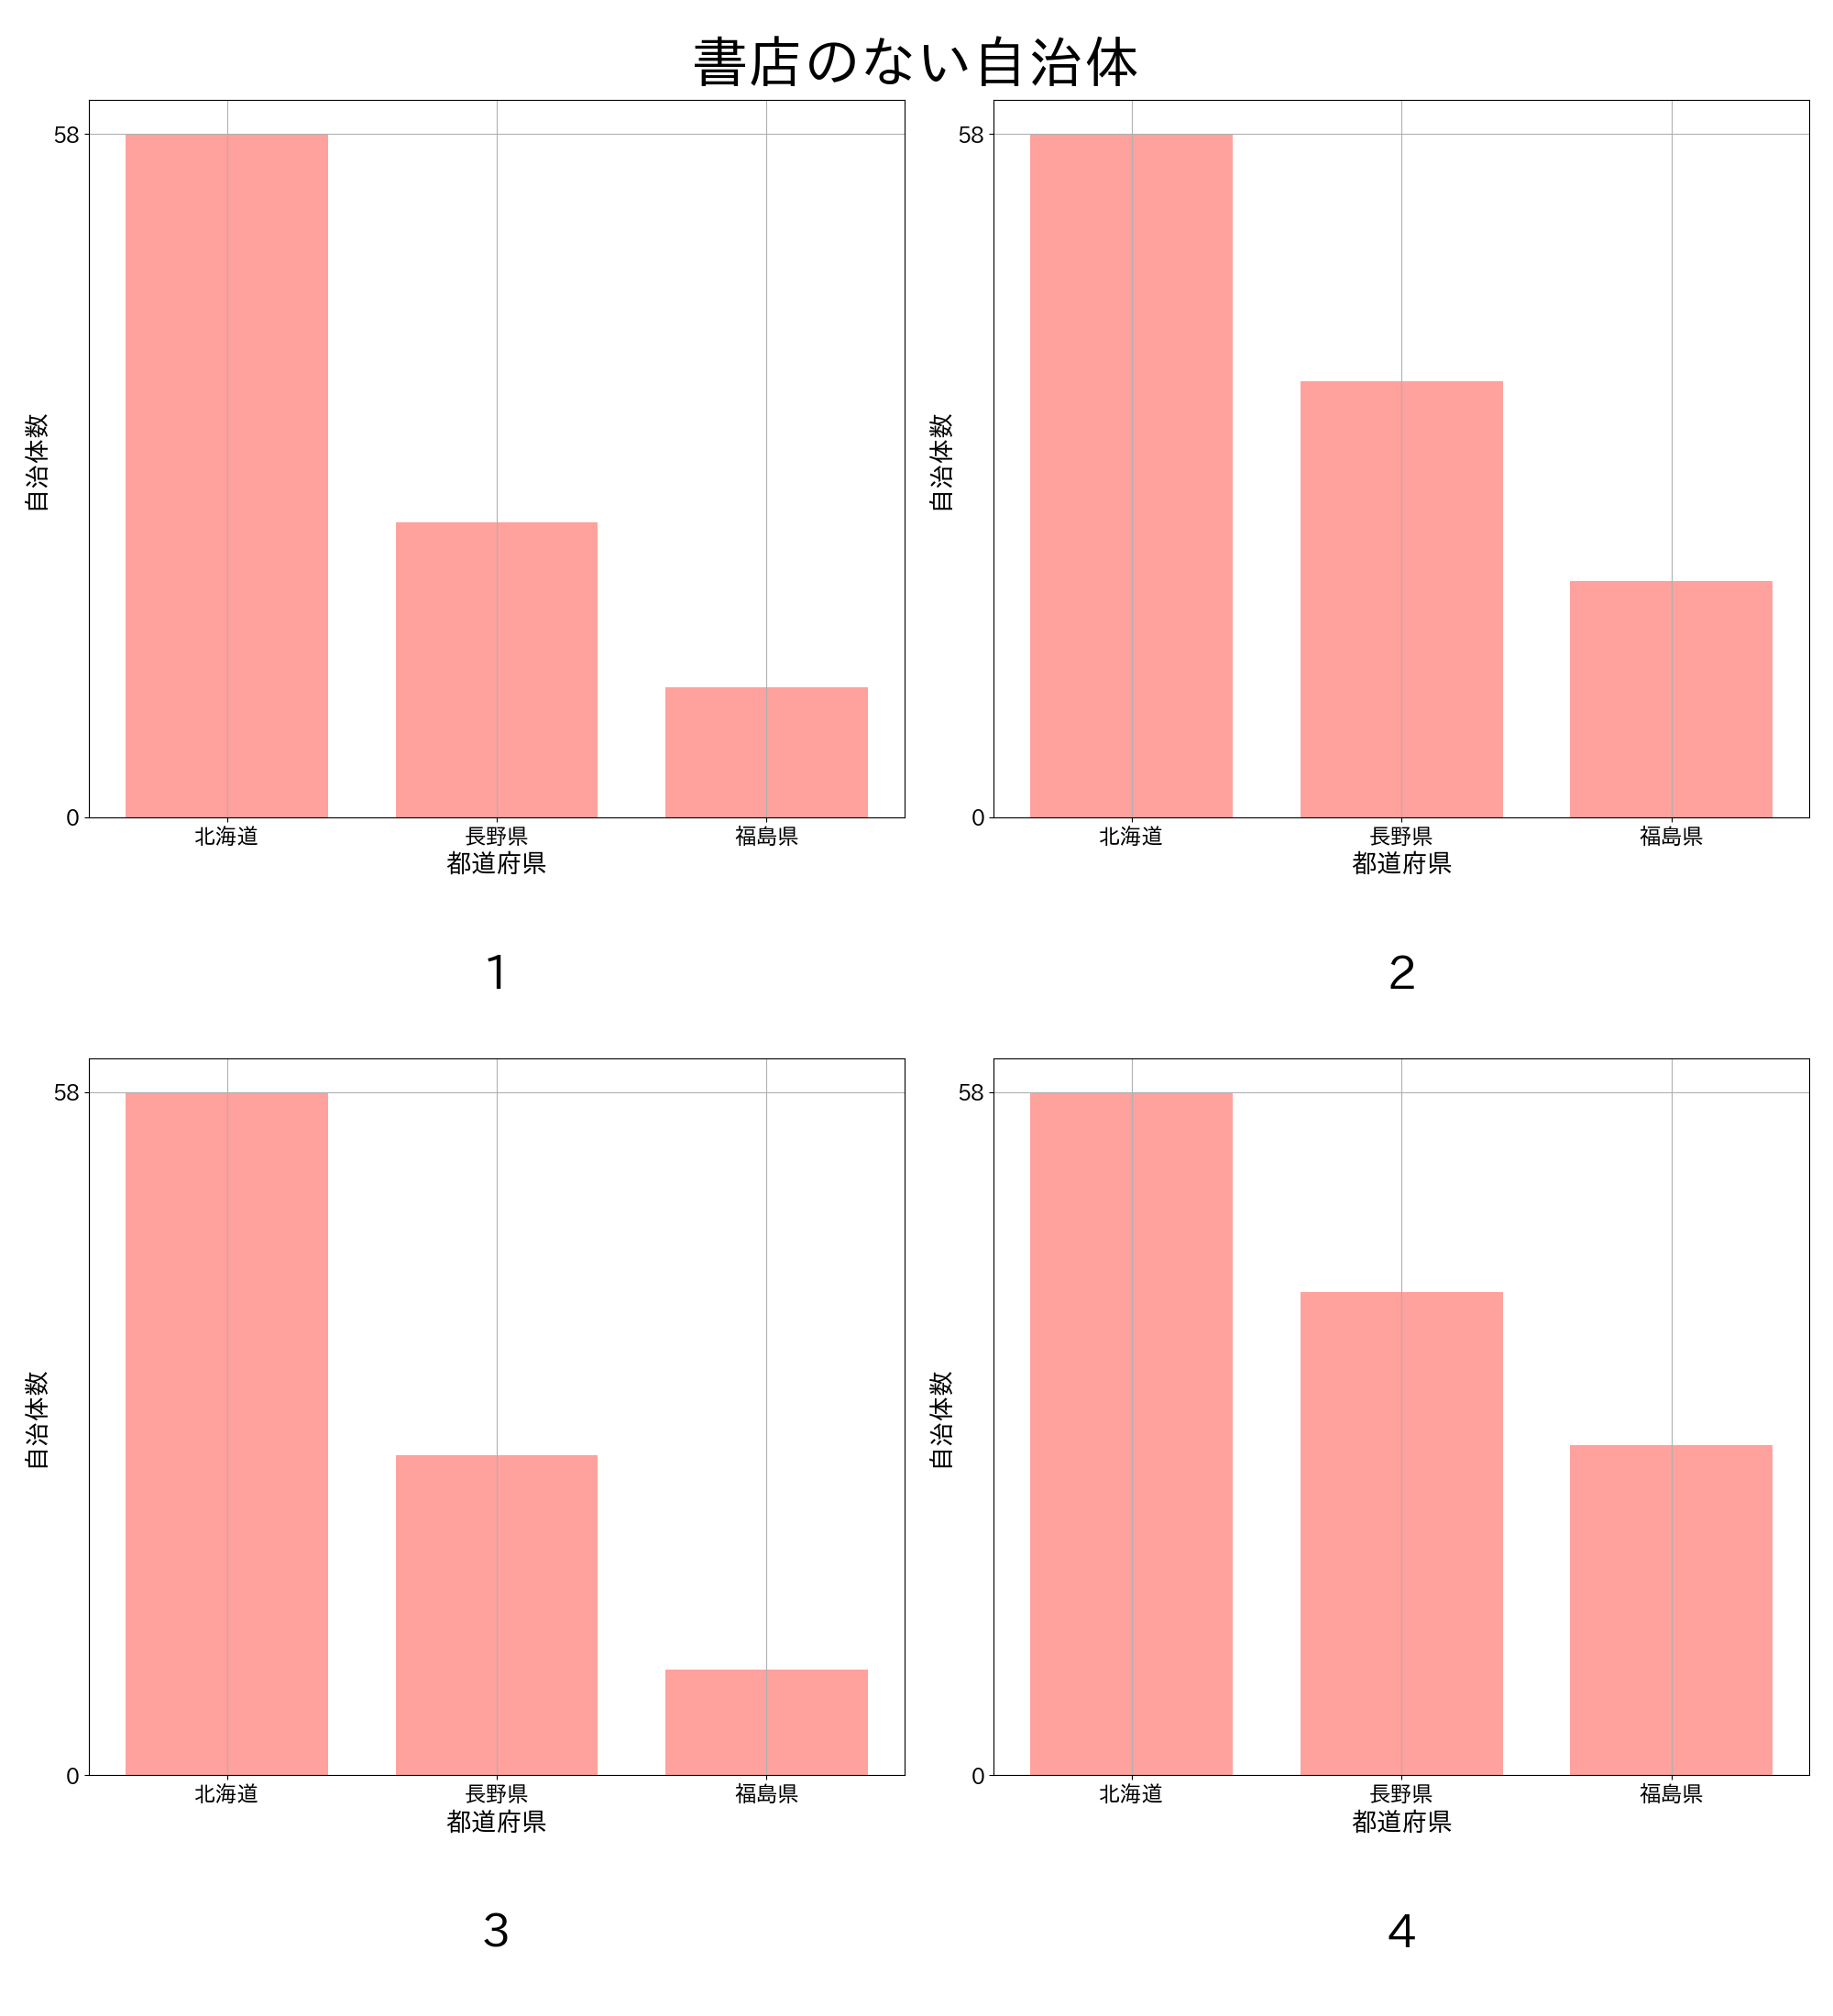 書店のない自治体
58
0
自治体数
北海道 長野県 福島県
都道府県
1
58
0
自治体数
北海道 長野県 福島県
都道府県
2
58
0
自治体数
北海道 長野県 福島県
都道府県
3
58
0
自治体数
北海道 長野県 福島県
都道府県
4